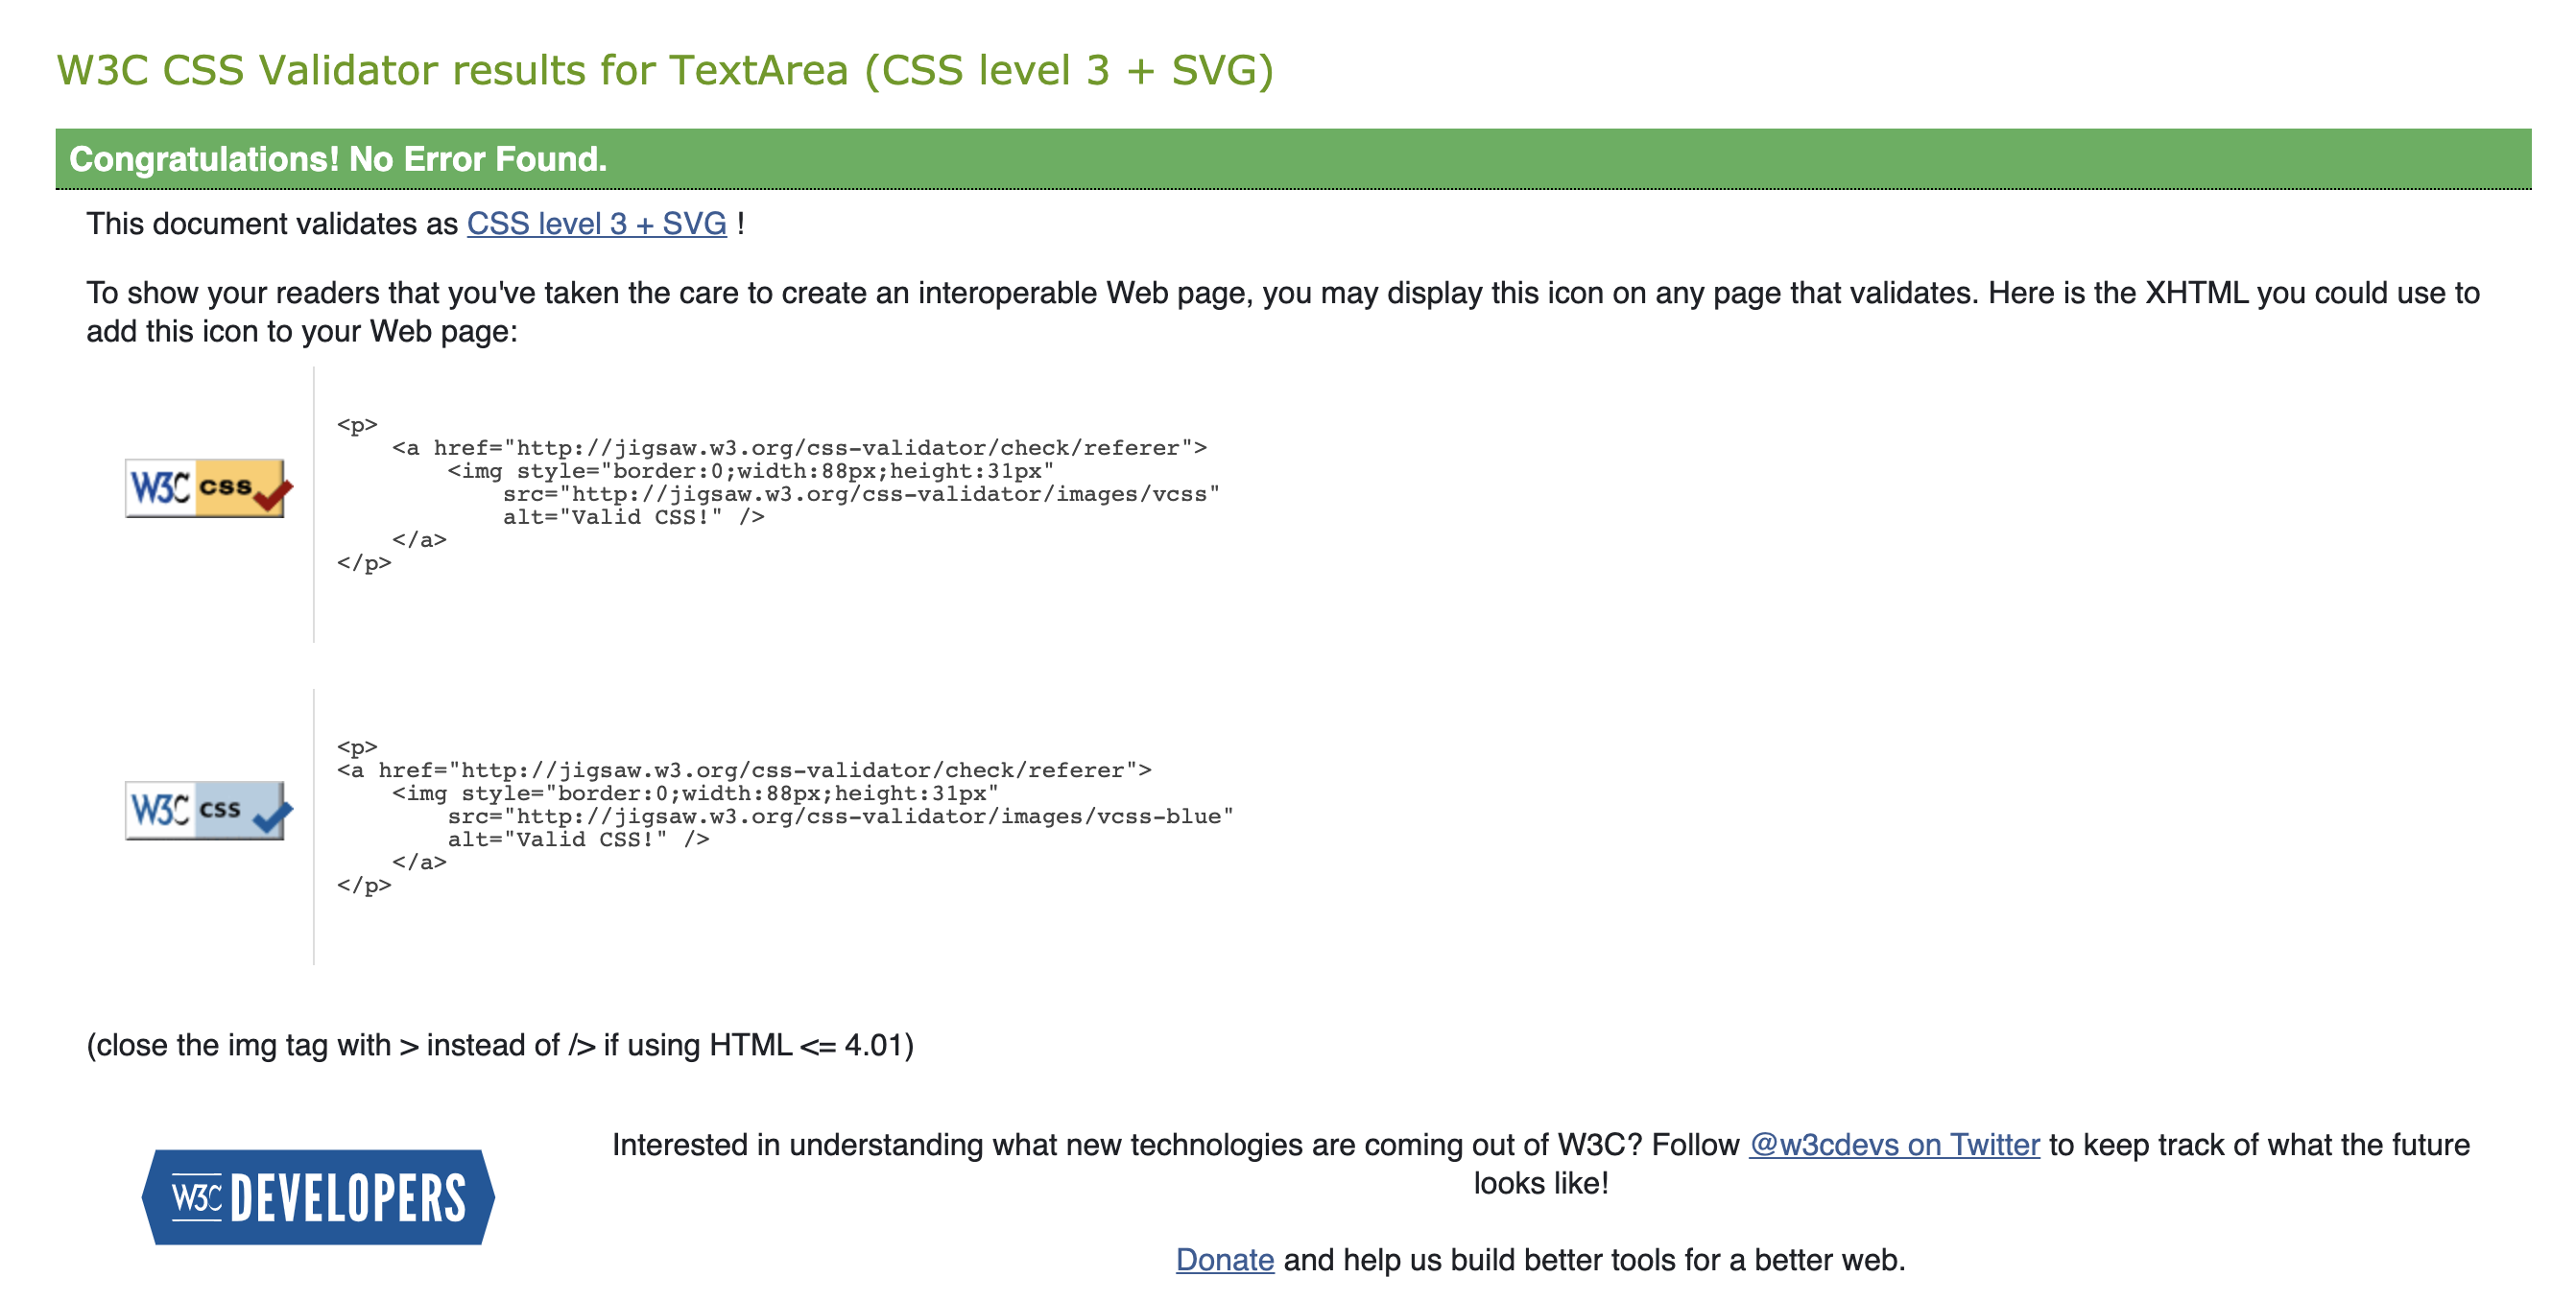 W3C CSS Validator results for TextArea (CSS level 3 + SVG)
Congratulations! No Error Found.
This document validates as CSS level 3 + SVG !
To show your readers that you've taken the care to create an interoperable Web page, you may display this icon on any page that validates. Here is the XHTML you could use to
add this icon to your Web page:
W3C css
<p>
    <a href="http://jigsaw.w3.org/css-validator/check/referer">
        <img style="border:0;width:88px;height:31px"
            src="http://jigsaw.w3.org/css-validator/images/vcss"
            alt="Valid CSS!" />
    </a>
</p>
W3C css
<p>
<a href="http://jigsaw.w3.org/css-validator/check/referer">
    <img style="border:0;width:88px;height:31px"
        src="http://jigsaw.w3.org/css-validator/images/vcss-blue"
        alt="Valid CSS!" />
    </a>
</p>
(close the img tag with > instead of /> if using HTML <= 4.01)
W3C DEVELOPERS
Interested in understanding what new technologies are coming out of W3C? Follow @w3cdevs on Twitter to keep track of what the future
looks like!
Donate and help us build better tools for a better web.